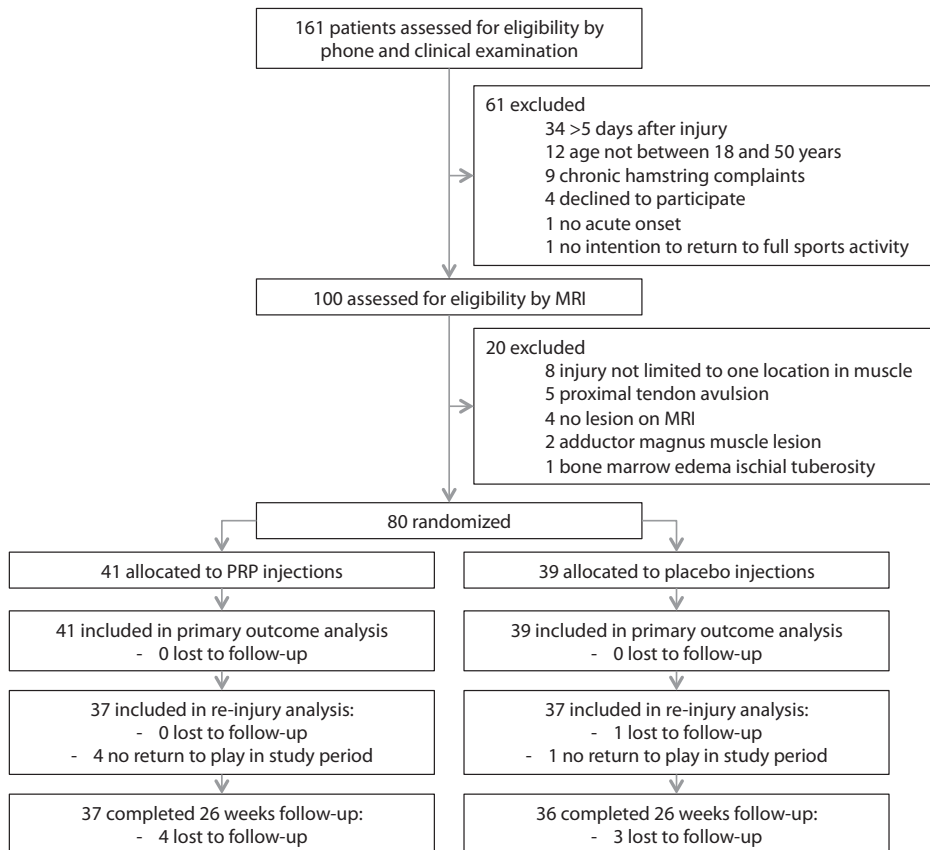 161 patients assessed for eligibility by
phone and clinical examination
61 excluded
34 >5 days after injury
12 age not between 18 and 50 years
9 chronic hamstring complaints
4 declined to participate
1 no acute onset
1 no intention to return to full sports activity
100 assessed for eligibility by MRI
20 excluded
8 injury not limited to one location in muscle
5 proximal tendon avulsion
4 no lesion on MRI
2 adductor magnus muscle lesion
1 bone marrow edema ischial tuberosity
80 randomized
41 allocated to PRP injections
39 allocated to placebo injections
41 included in primary outcome analysis
- 0 lost to follow-up
39 included in primary outcome analysis
- 0 lost to follow-up
37 included in re-injury analysis:
- 0 lost to follow-up
- 4 no return to play in study period
37 included in re-injury analysis:
- 1 lost to follow-up
- 1 no return to play in study period
37 completed 26 weeks follow-up:
- 4 lost to follow-up
36 completed 26 weeks follow-up:
- 3 lost to follow-up